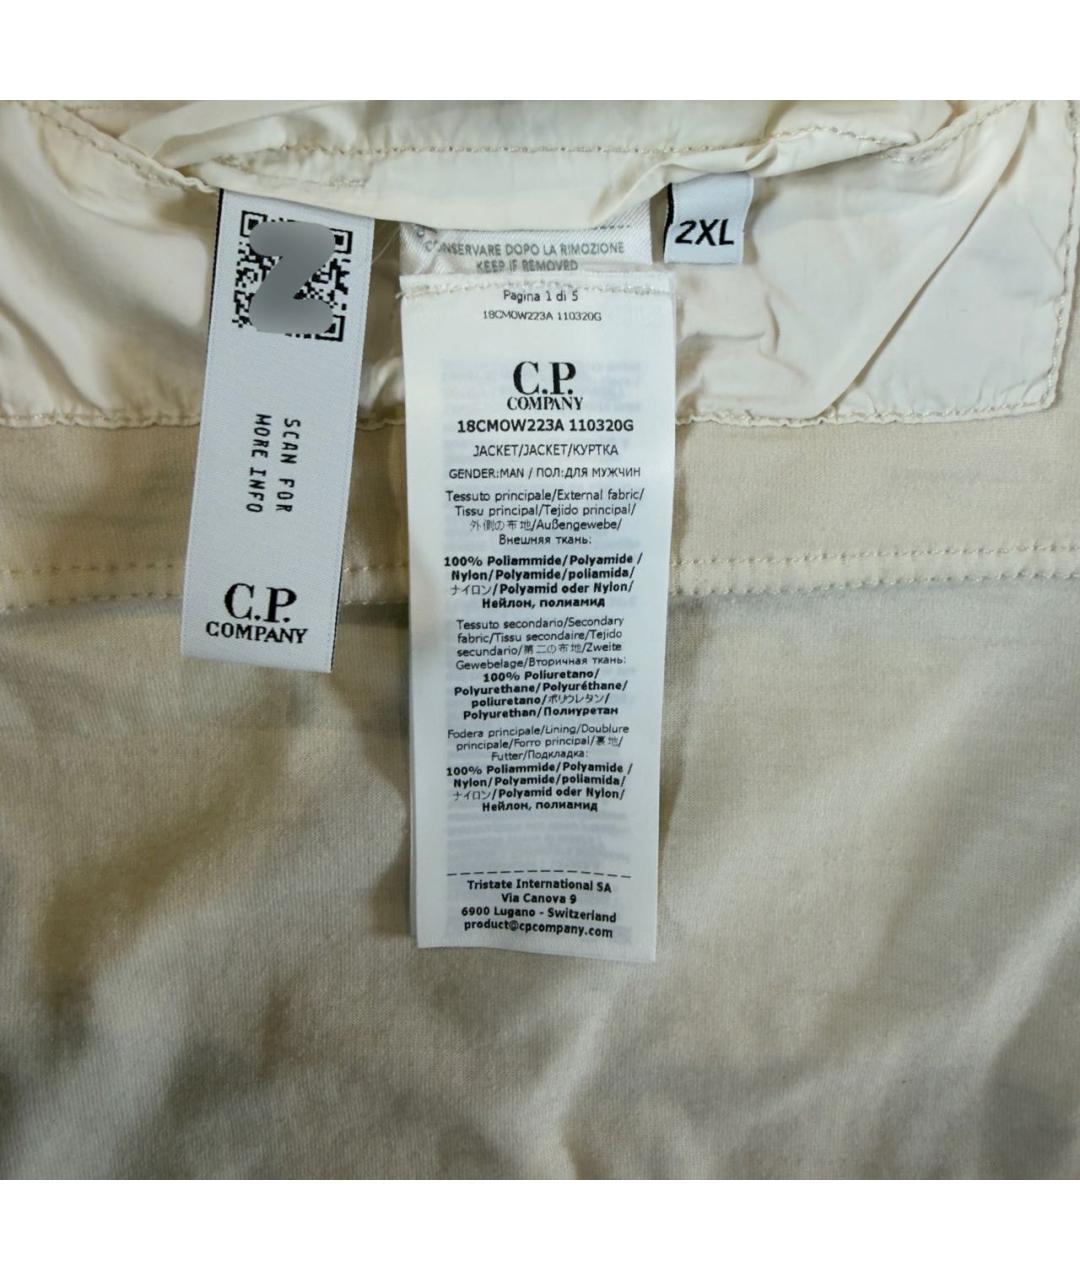 SCAN FOR
MORE INFO
C.P.
COMPANY
2XL
CONSERVARE DOPO LA RIMOZIONE
KEEP IF REMOVED
Pagina 1 di 5
18CMOW223A 110320G
C.P.
COMPANY
18CMOW223A 110320G
JACKET/JACKET/КУРТКА
GENDER:MAN / ПОЛ:ДЛЯ МУЖЧИН
Tessuto principale/External fabric/
Tissu principal/Tejido principal/
外側の布地/Außengewebe/
Внешняя ткань:
100% Poliammide/Polyamide /
Nylon/Polyamide/poliamida/
ナイロン/Polyamid oder Nylon/
Нейлон, полиамид
Tessuto secondario/Secondary
fabric/Tissu secondaire/Tejido
secundario/第二の布地/Zweite
Gewebelage/Вторичная ткань:
100% Poliuretano/
Polyurethane/Polyuréthane/
poliuretano/ポリウレタン/
Polyurethan/Полиуретан
Fodera principale/Lining/Doublure
principale/Forro principal/裏地/
Futter/Подкладка:
100% Poliammide/Polyamide /
Nylon/Polyamide/poliamida/
ナイロン/Polyamid oder Nylon/
Нейлон, полиамид
Tristate International SA
Via Canova 9
6900 Lugano - Switzerland
product@cpcompany.com